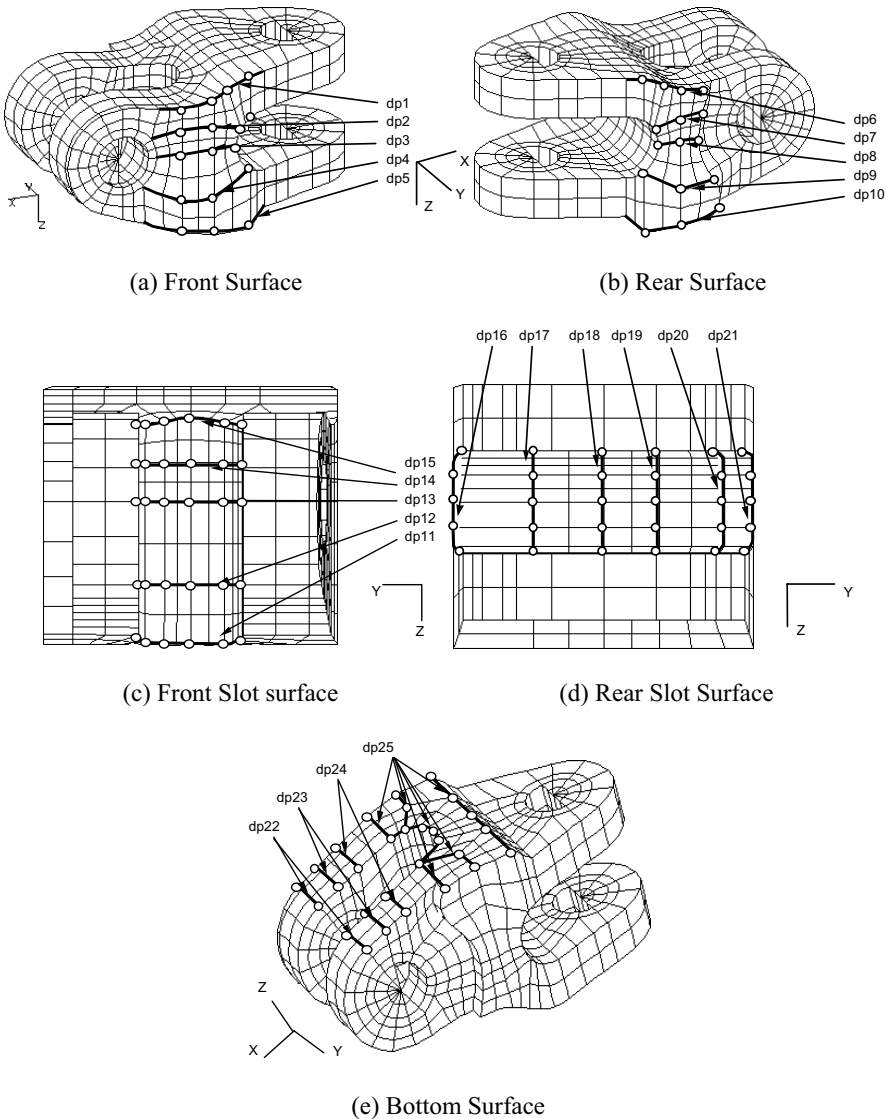 dp1
dp2
dp3
dp4
dp5
X
Y
Z
X
Y
Z
dp6
dp7
dp8
dp9
dp10
(a) Front Surface
(b) Rear Surface
dp16
dp17
dp18
dp19
dp20
dp21
dp15
dp14
dp13
dp12
dp11
Y
Z
Y
Z
(c) Front Slot surface
(d) Rear Slot Surface
dp25
dp24
dp23
dp22
Z
X
Y
(e) Bottom Surface